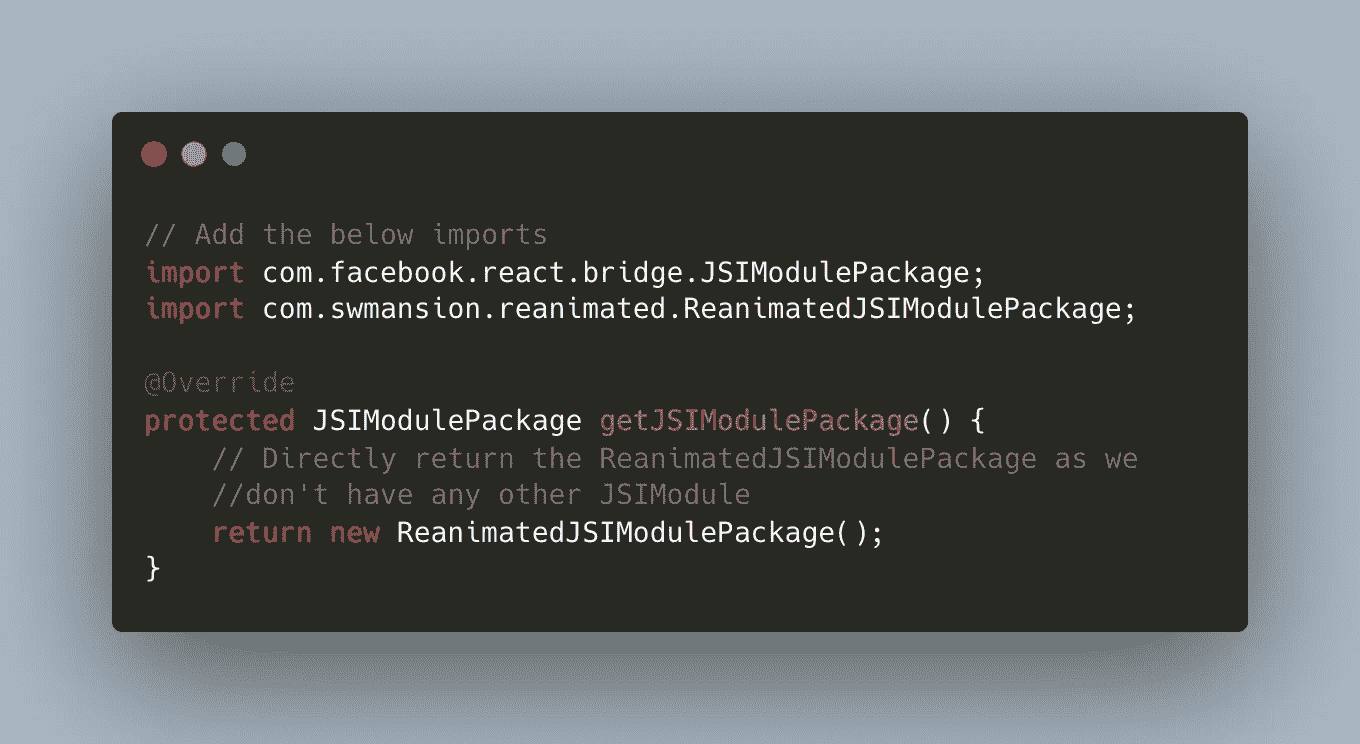 // Add the below imports
import com.facebook.react.bridge.JSIModulePackage;
import com.swmansion.reanimated.ReanimatedJSIModulePackage;
@Override
protected JSIModulePackage getJSIModulePackage() {
// Directly return the ReanimatedJSIModulePackage as we
//don't have any other JSIModule
return new ReanimatedJSIModulePackage();
}